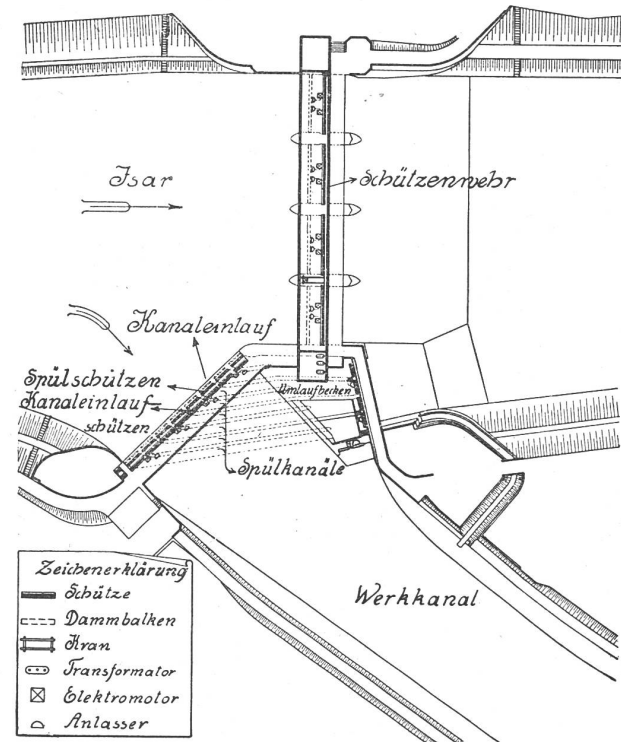 Isar
Schützenwehr
Kanaleinlauf
Spülschützen
Kanaleinlauf-
schützen
Umlaufbecken
Spülkanäle
Werkkanal
Zeichenerklärung
Schütze
Dammbalken
Kran
Transformator
Elektromotor
Anlasser